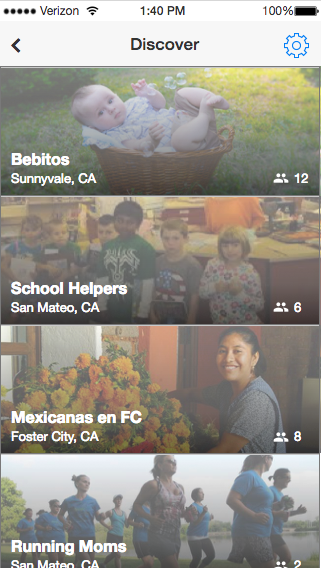 Verizon 1:40 PM 100%
Discover
Bebitos
Sunnyvale, CA 12
School Helpers
San Mateo, CA 6
Mexicanas en FC
Foster City, CA 8
Running Moms
San Mateo, CA 2